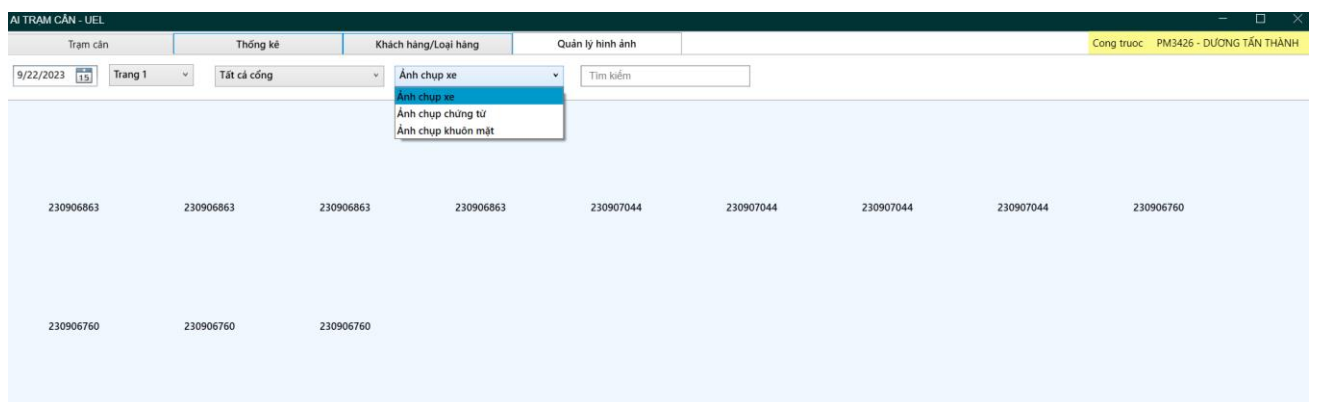 AI TRẠM CÂN - UEL
Trạm cân Thống kê Khách hàng/Loại hàng Quản lý hình ảnh Cong truoc PM3426 - DƯƠNG TẤN THÀNH
9/22/2023 15 Trang 1 Tất cả cổng Ảnh chụp xe Tìm kiếm
Ảnh chụp xe
Ảnh chụp chứng từ
Ảnh chụp khuôn mặt
230906863 230906863 230906863 230906863 230907044 230907044 230907044 230907044 230906760
230906760 230906760 230906760